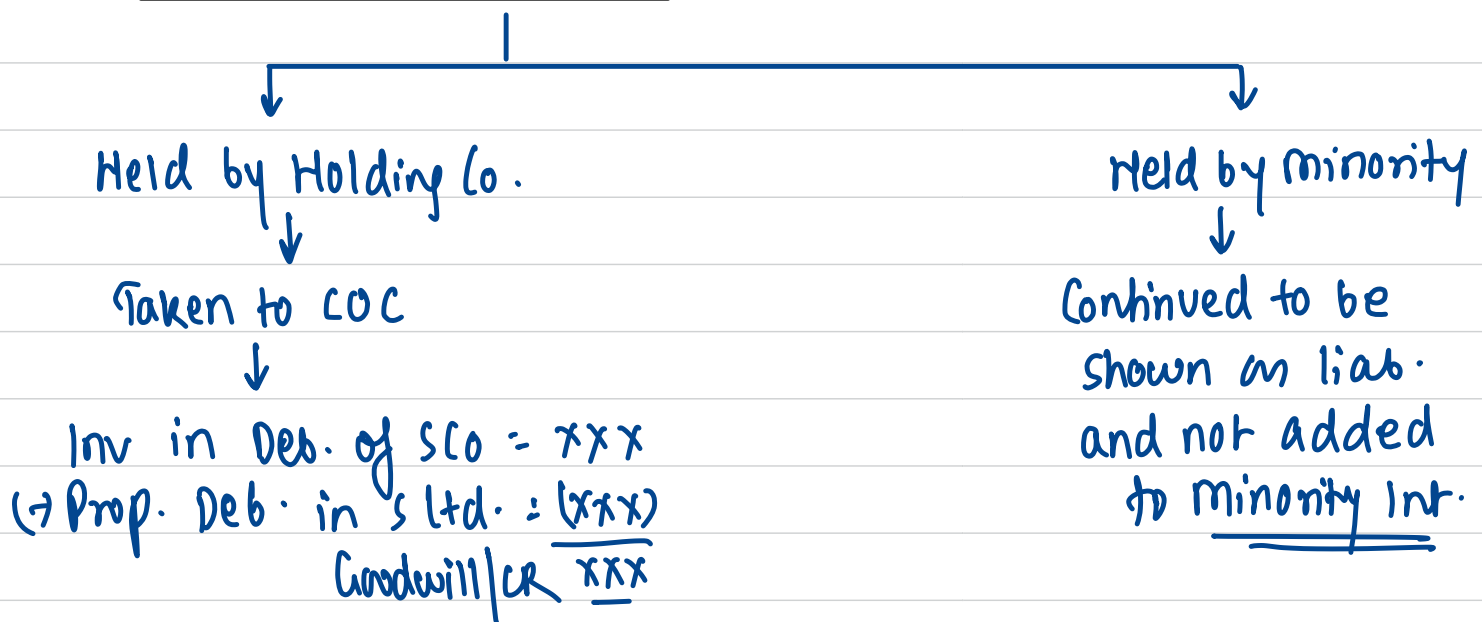 Held by Holding Co.
Taken to COC
Inv in Deb. of SCo = xxx
(-) Prop. Deb. in S Ltd. = (xxx)
Goodwill/CR xxx
Held by minority
Continued to be
shown as liab.
and not added
to Minority Int.